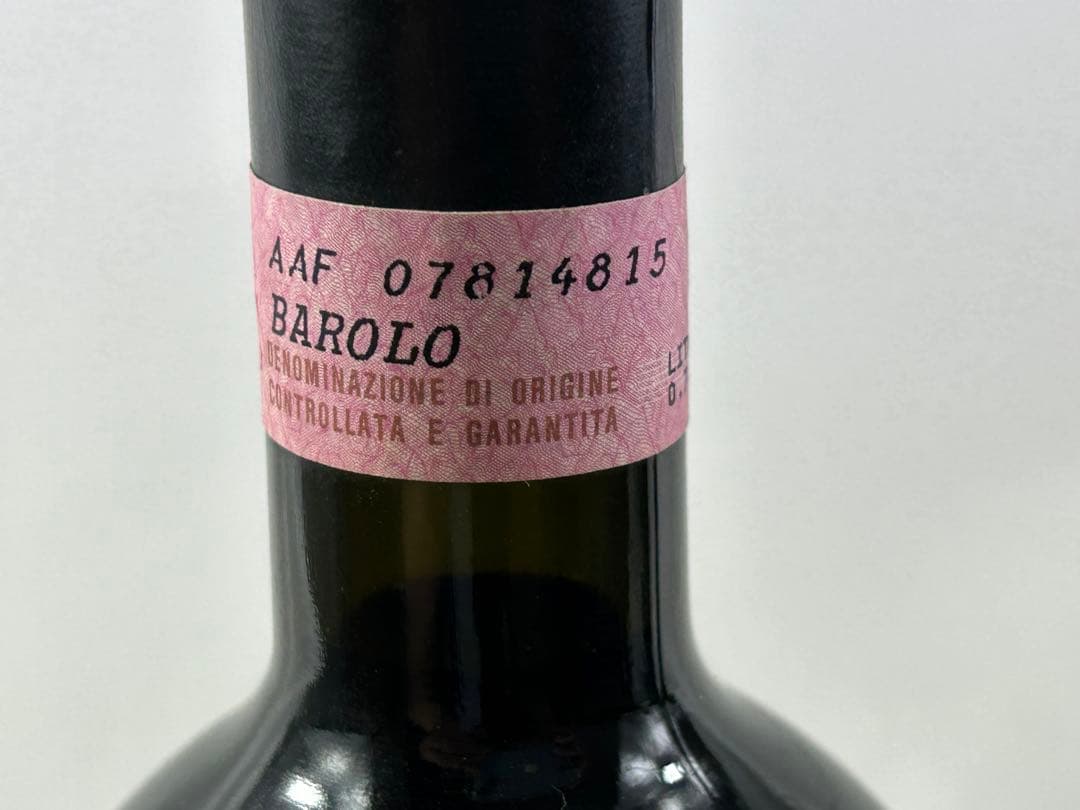 AAF 07814815
BAROLO
DENOMINAZIONE DI ORIGINE
CONTROLLATA E GARANTITA